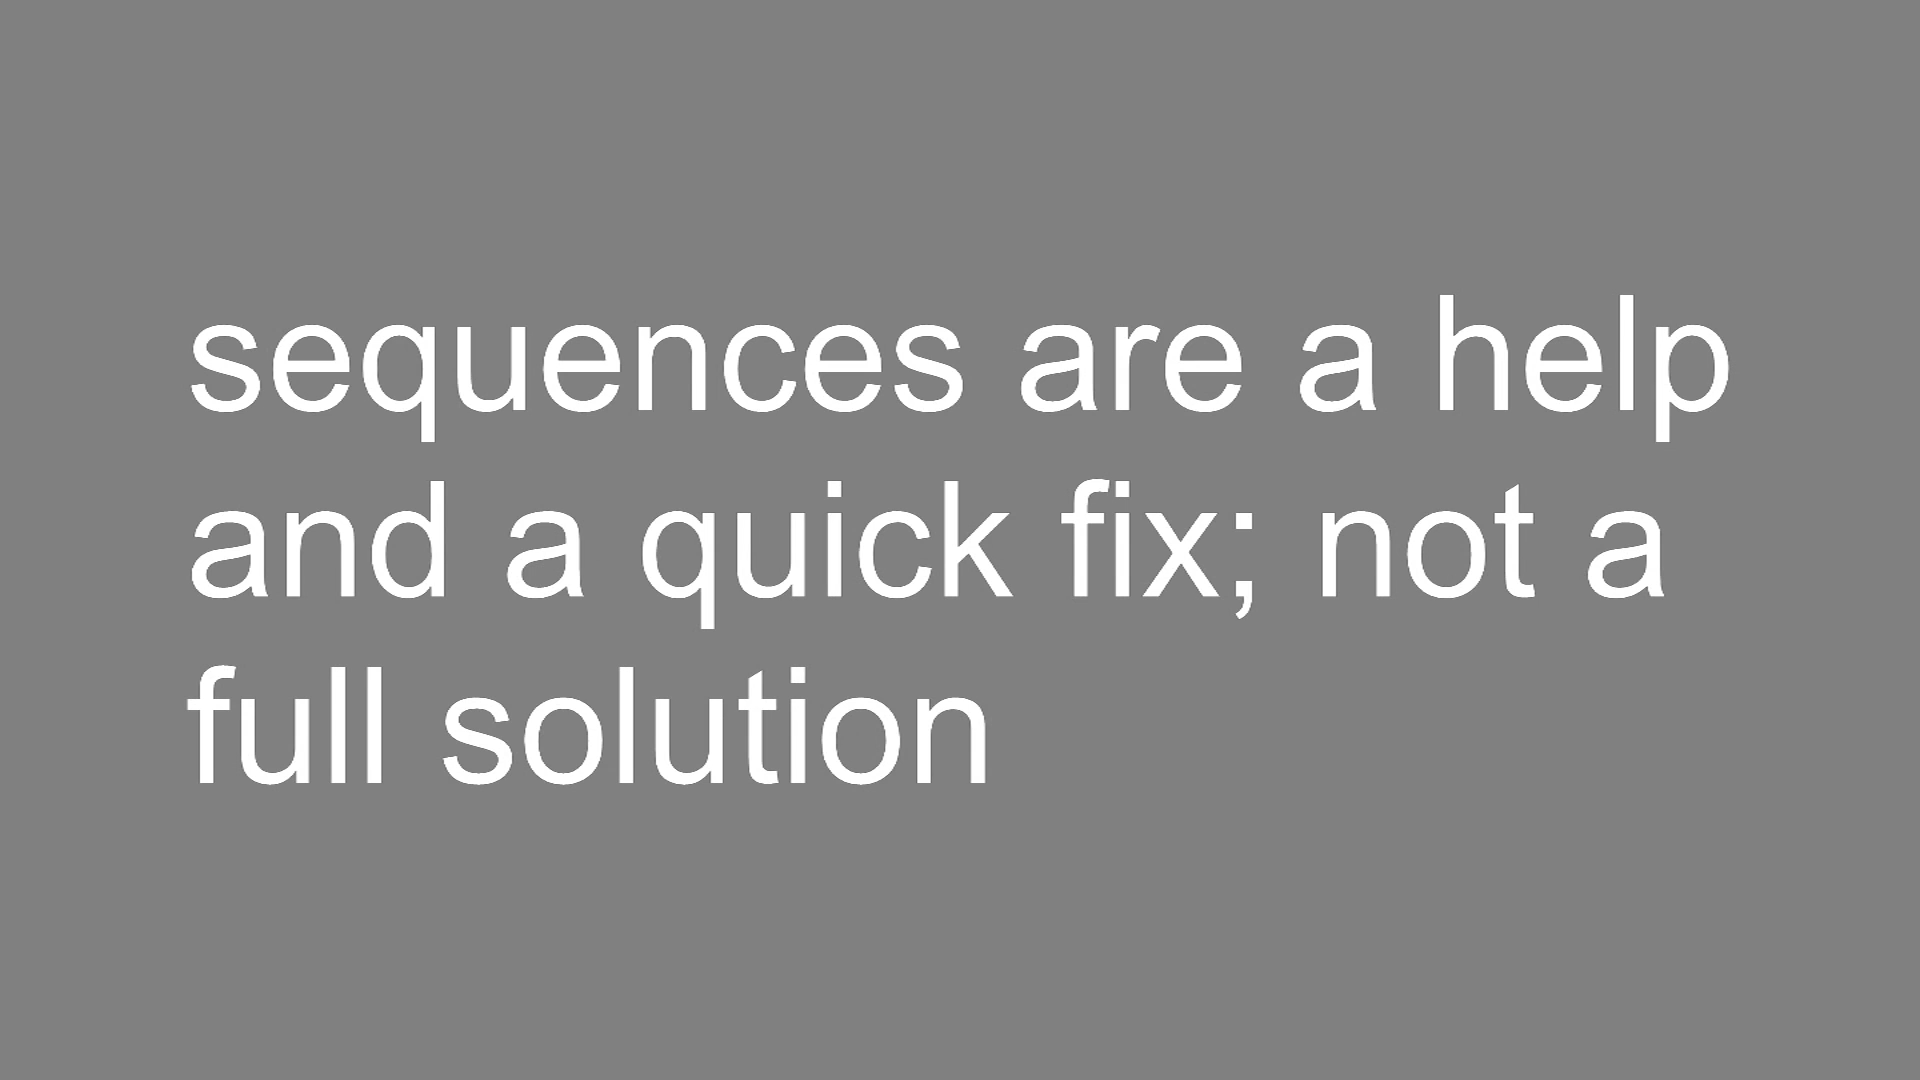 sequences are a help
and a quick fix; not a
full solution